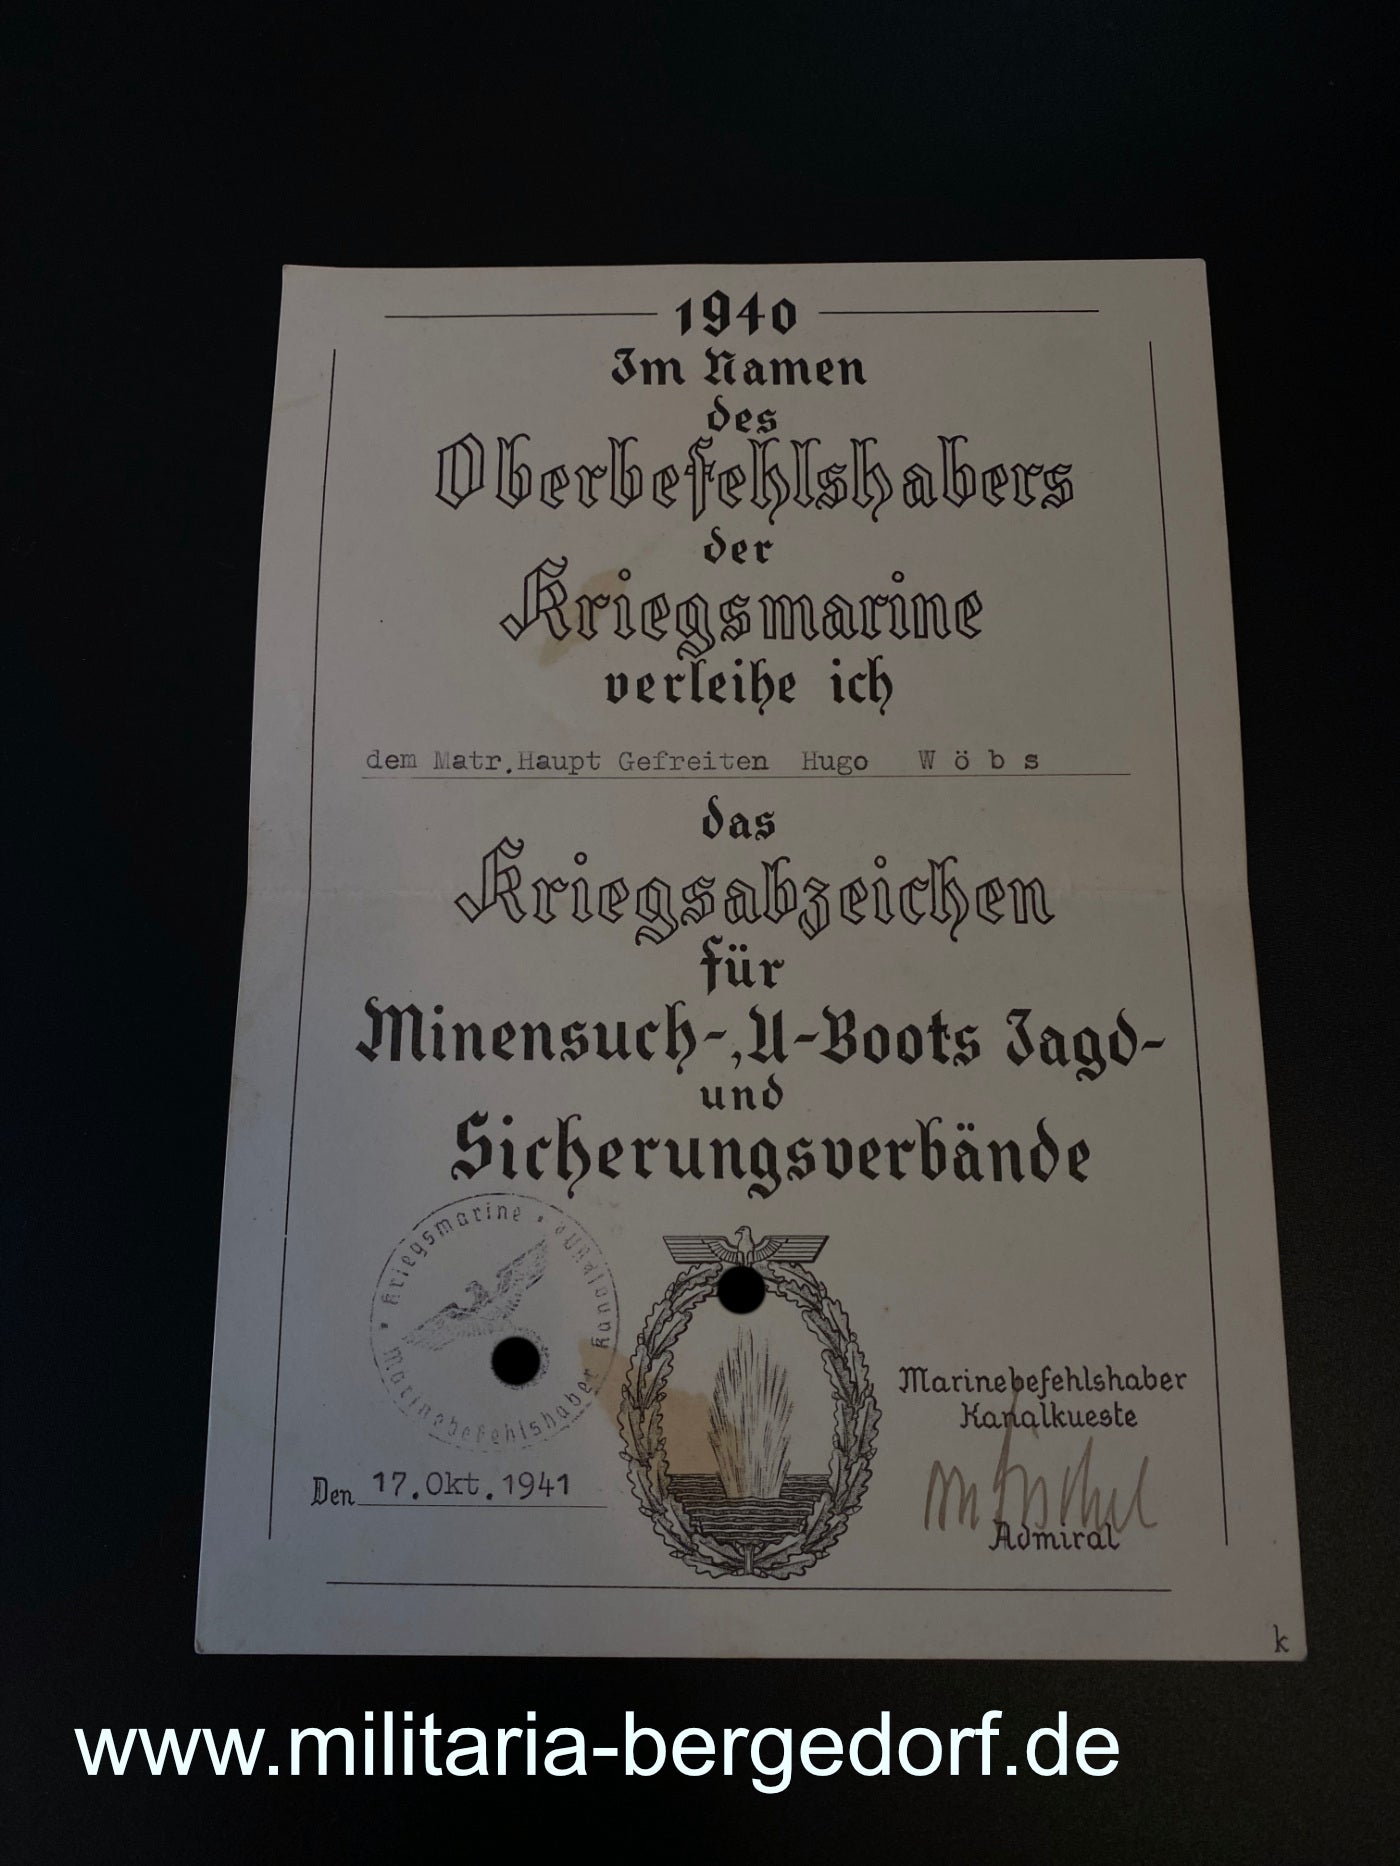 1940
Im Namen
des
Oberbefehlshabers
der
Kriegsmarine
verleihe ich
dem Matr.Haupt Gefreiten Hugo W ö b s
das
Kriegsabzeichen
für
Minensuch-,U-Boots Jagd-
und
Sicherungsverbände
Kriegsmarine
Marinebefehlshaber Kanalküste
Marinebefehlshaber
Kanalkueste
Den 17.Okt.1941
Admiral
k
www.militaria-bergedorf.de